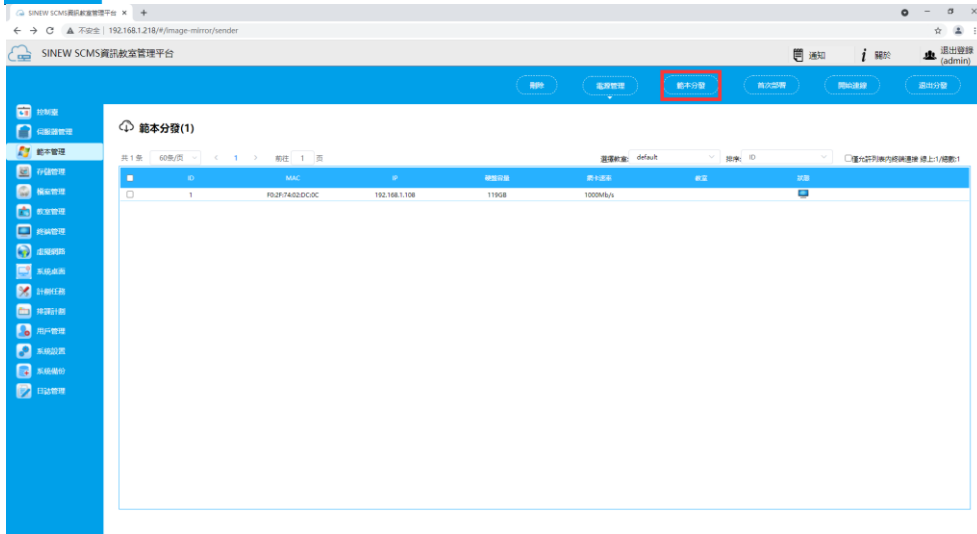 SINEW SCMS資訊教室管理平台
不安全 192.168.1.218/#/image-mirror/sender
SINEW SCMS資訊教室管理平台
通知
關於
退出登錄
(admin)
刪除
電源管理
範本分發
首次部署
開始連線
退出分發
控制臺
伺服器管理
範本管理
存儲管理
檔案管理
教室管理
終端管理
虛擬網路
系統桌面
計劃任務
排課計劃
用戶管理
系統設置
系統備份
日誌管理
範本分發(1)
共 1 条 60条/页 1 前往 1 页
選擇教室: default 排序: ID 僅允許列表內終端連接 線上:1/總數:1
ID MAC IP 硬盤容量 網卡速率 教室 狀態
1 F0:2F:74:02:DC:0C 192.168.1.108 119GB 1000Mb/s